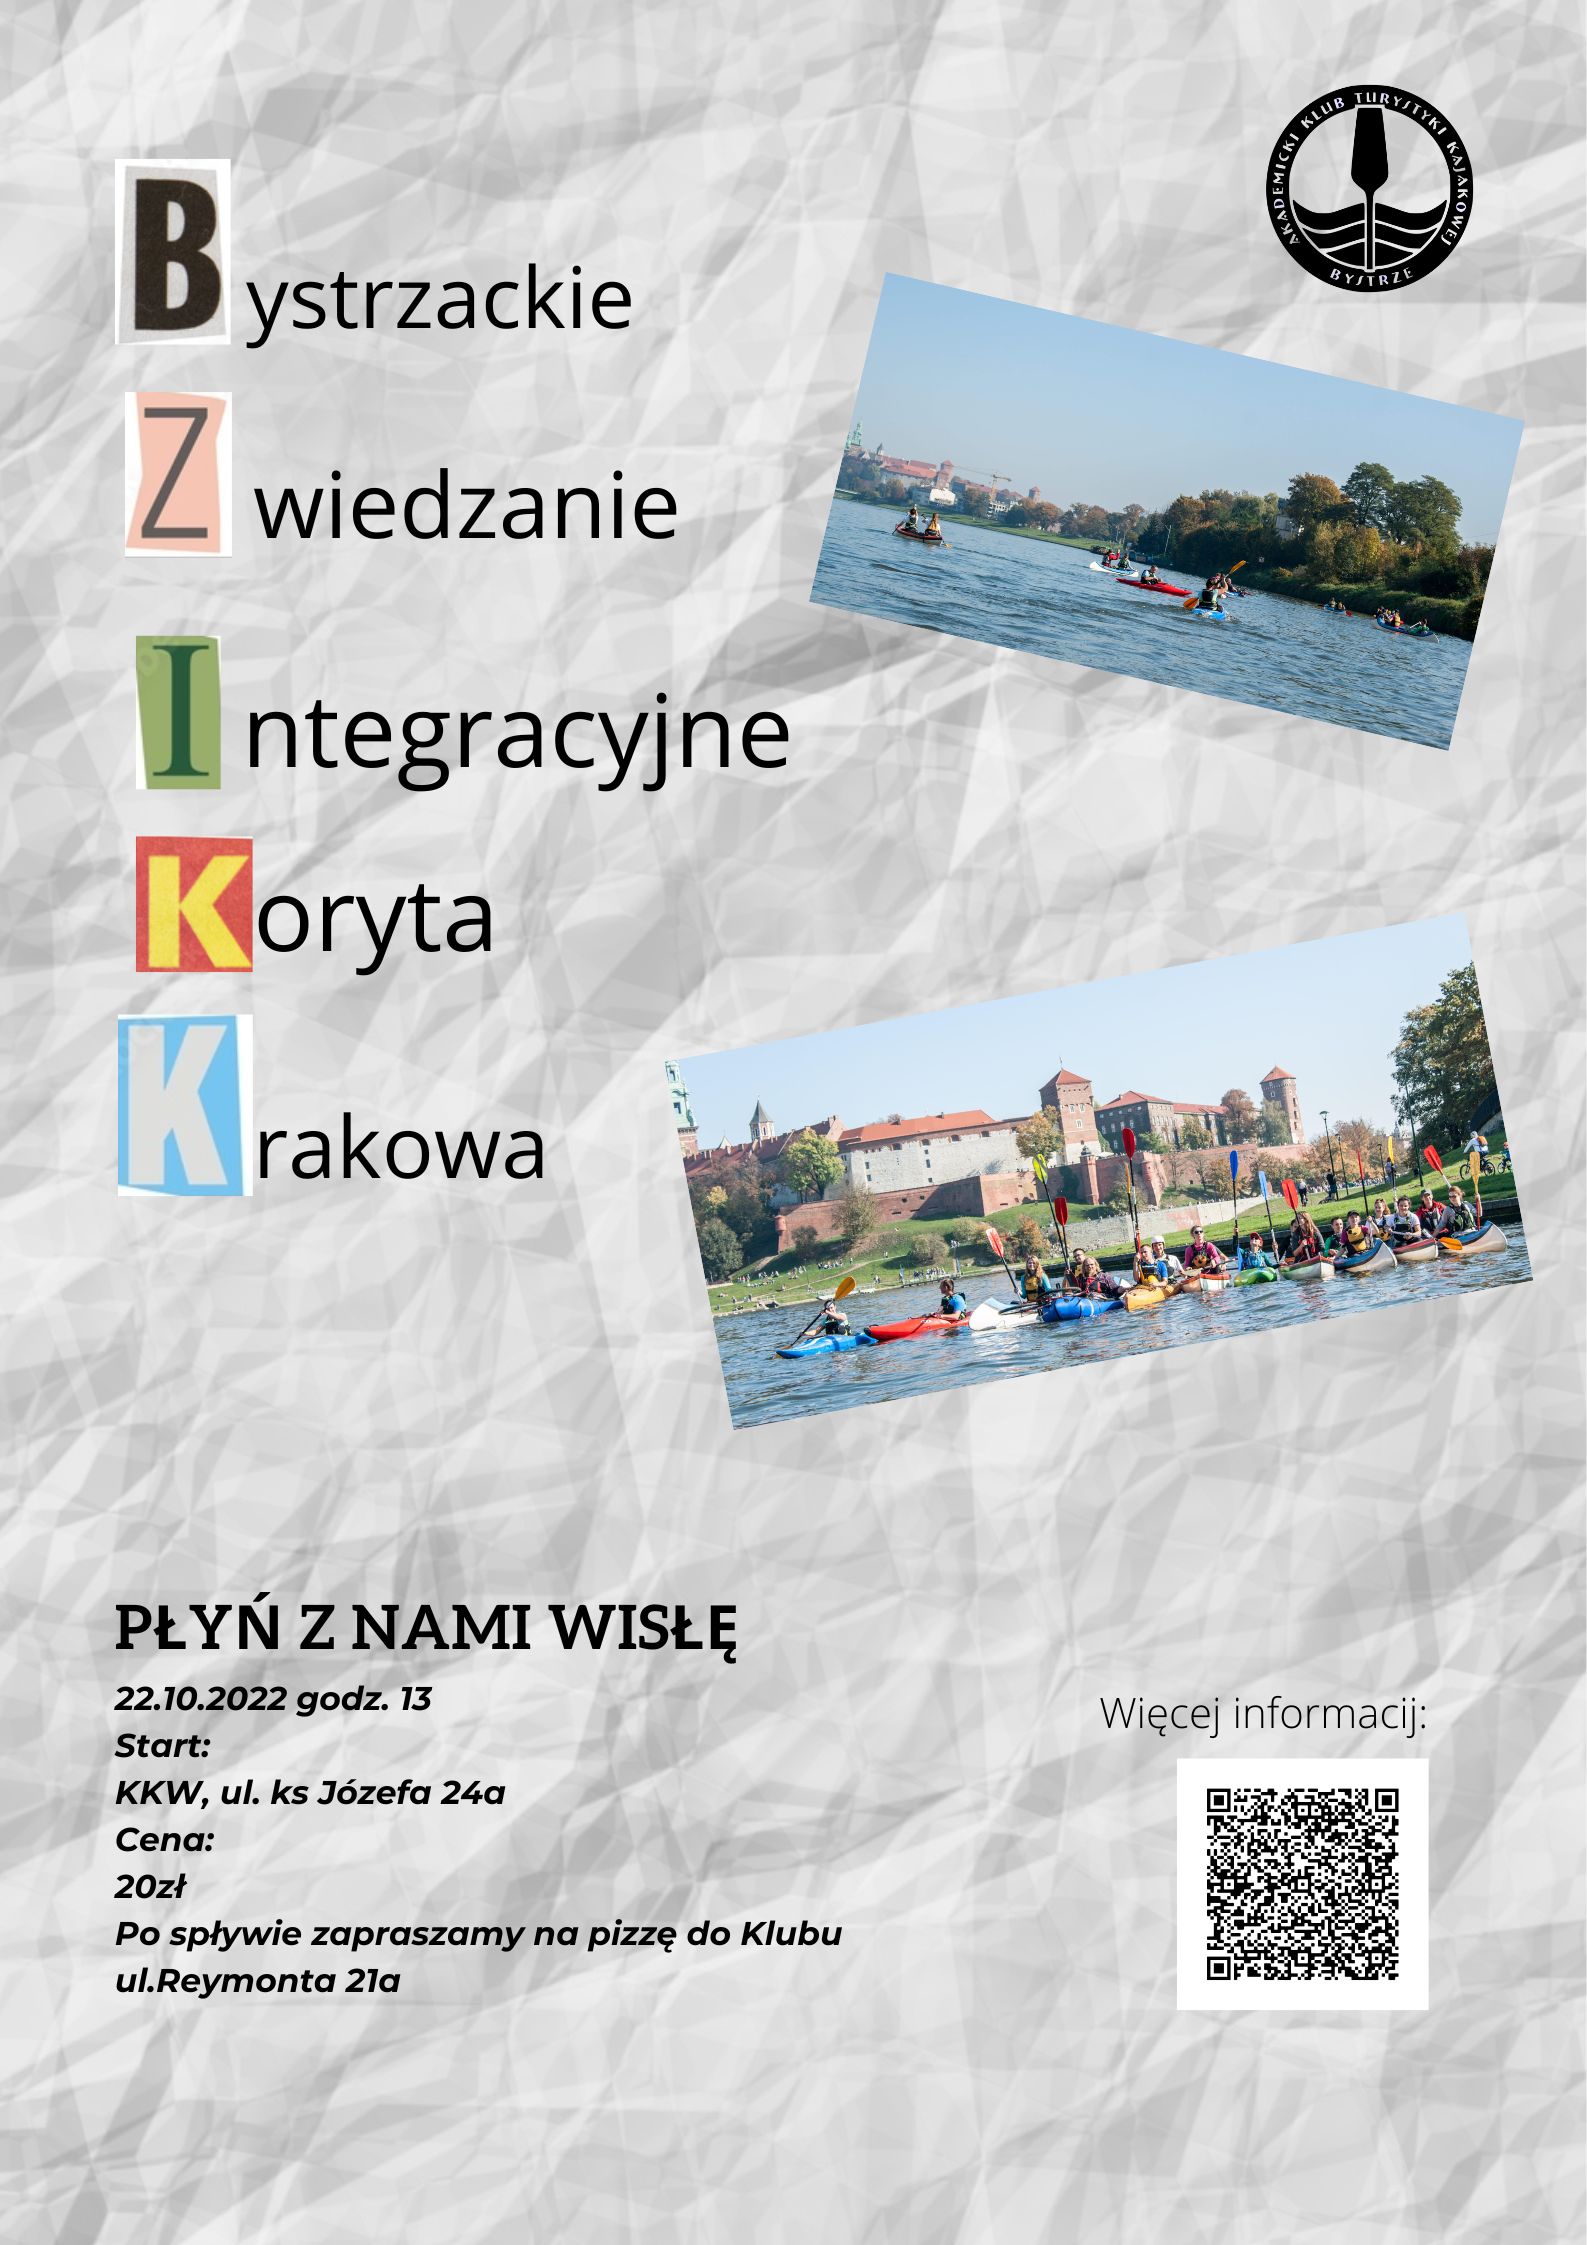 AKADEMICKI KLUB TURYSTYKI KAJAKOWEJ
BYSTRZE
Bystrzackie
Zwiedzanie
Integracyjne
Koryta
Krakowa
PŁYŃ Z NAMI WISŁĘ
22.10.2022 godz. 13
Start:
KKW, ul. ks Józefa 24a
Cena:
20zł
Po spływie zapraszamy na pizzę do Klubu
ul.Reymonta 21a
Więcej informacij: